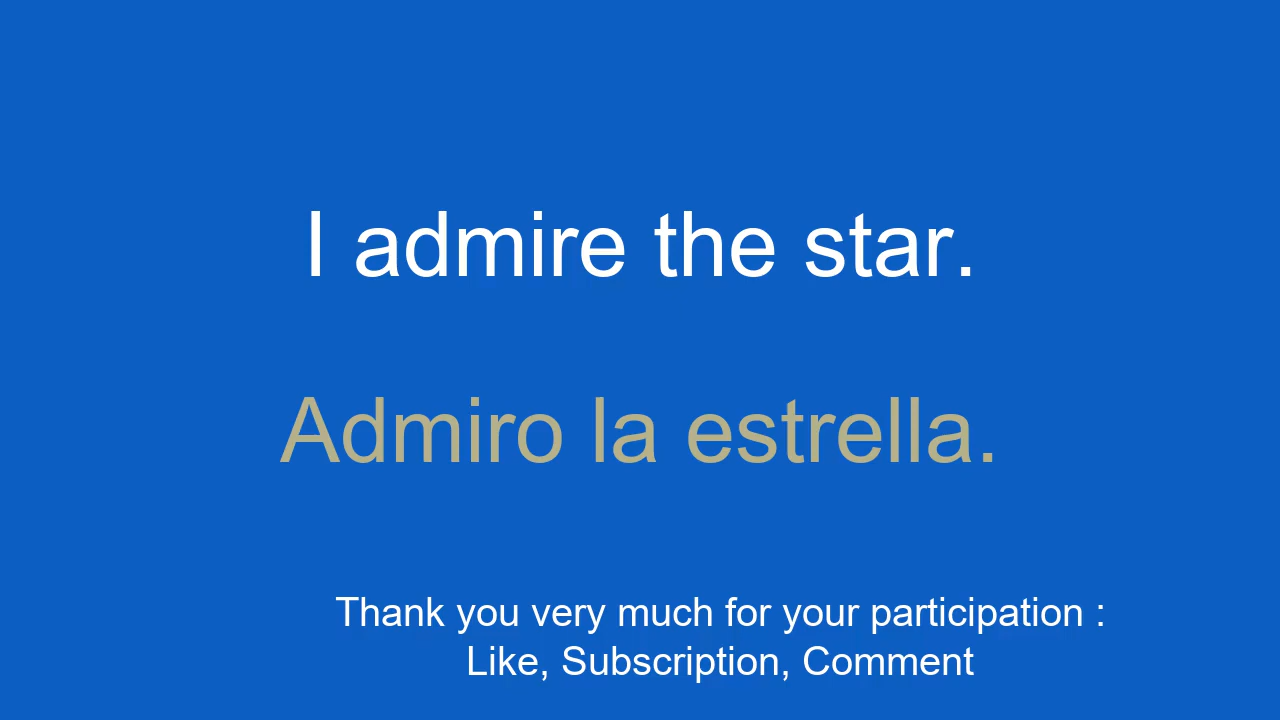 I admire the star.
Admiro la estrella.
Thank you very much for your participation :
Like, Subscription, Comment